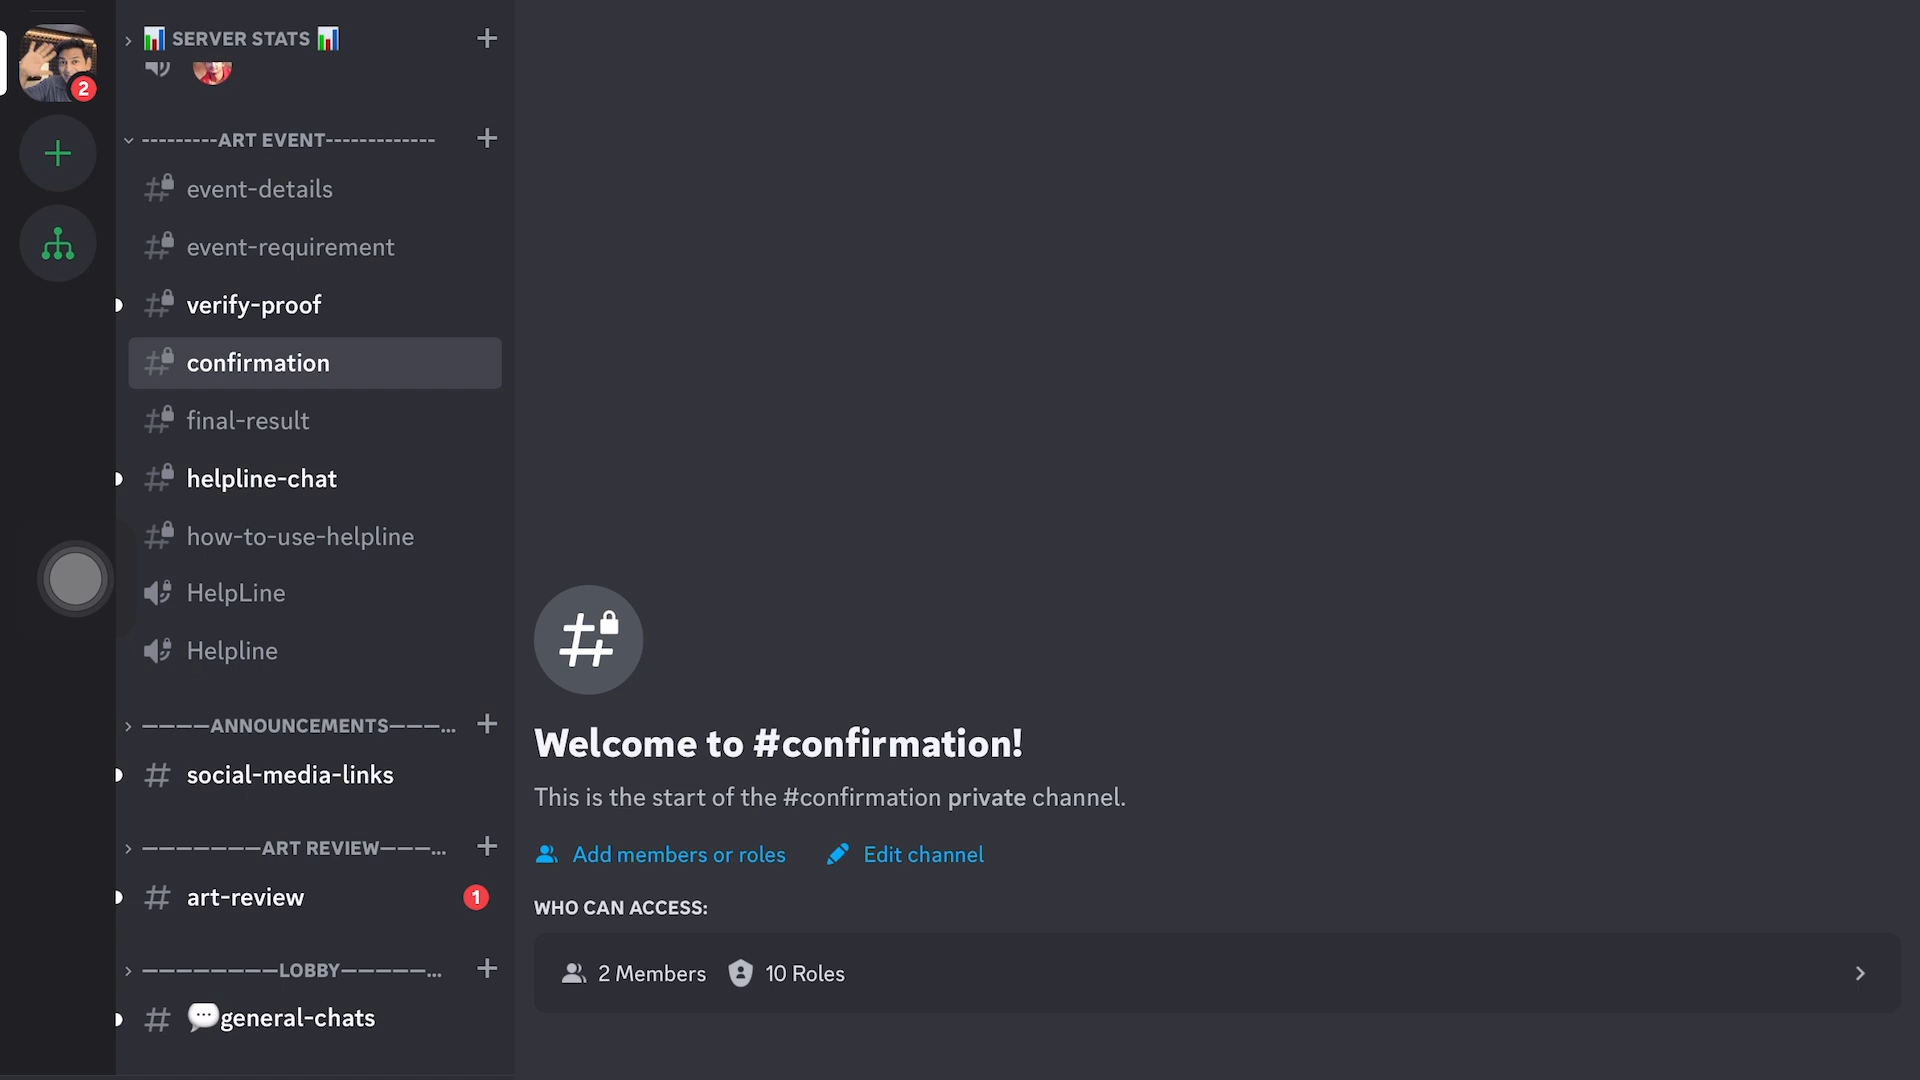 2
📊 SERVER STATS 📊
---------ART EVENT-------------
event-details
event-requirement
verify-proof
confirmation
final-result
helpline-chat
how-to-use-helpline
HelpLine
Helpline
————ANNOUNCEMENTS———...
social-media-links
———————ART REVIEW———...
art-review 1
————————LOBBY—————...
💬general-chats
Welcome to #confirmation!
This is the start of the #confirmation private channel.
Add members or roles Edit channel
WHO CAN ACCESS:
2 Members 10 Roles